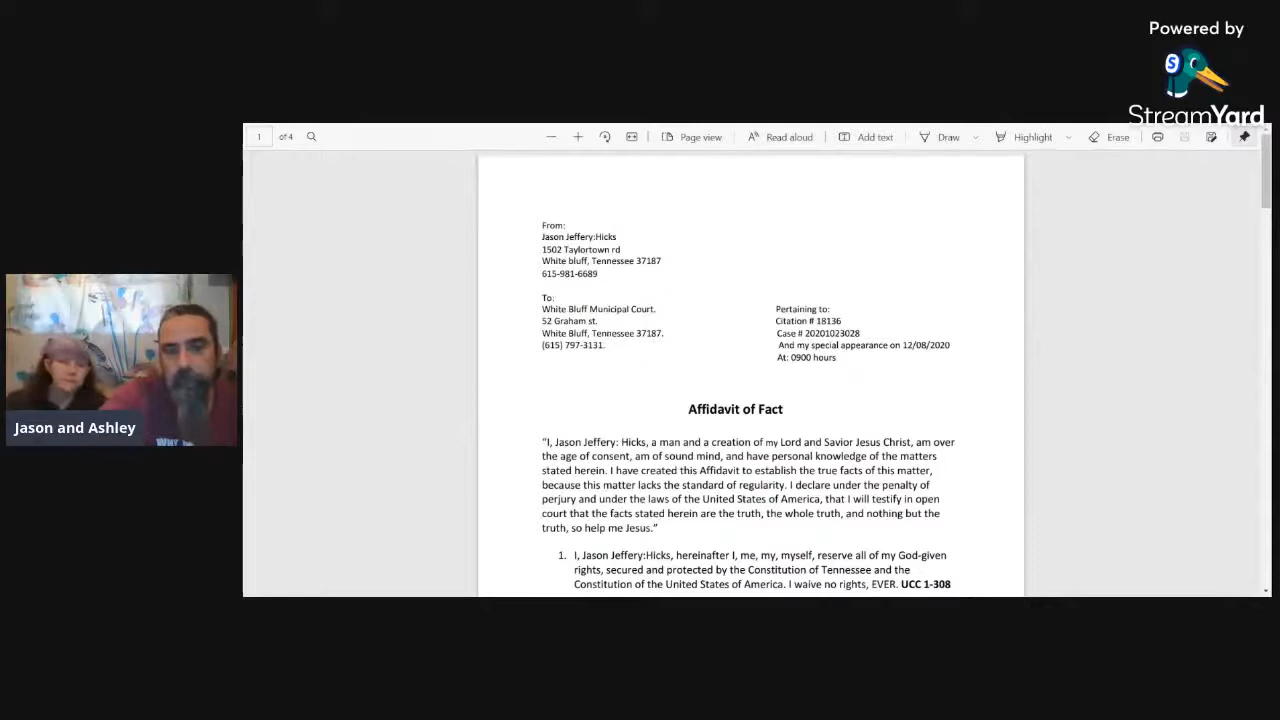 Powered by
S
StreamYard
1 of 4
Page view
Read aloud
Add text
Draw
Highlight
Erase
From:
Jason Jeffery:Hicks
1502 Taylortown rd
White bluff, Tennessee 37187
615-981-6689
To:
White Bluff Municipal Court.
52 Graham st.
White Bluff, Tennessee 37187.
(615) 797-3131.
Pertaining to:
Citation # 18136
Case # 20201023028
And my special appearance on 12/08/2020
At: 0900 hours
Affidavit of Fact
“I, Jason Jeffery: Hicks, a man and a creation of my Lord and Savior Jesus Christ, am over
the age of consent, am of sound mind, and have personal knowledge of the matters
stated herein. I have created this Affidavit to establish the true facts of this matter,
because this matter lacks the standard of regularity. I declare under the penalty of
perjury and under the laws of the United States of America, that I will testify in open
court that the facts stated herein are the truth, the whole truth, and nothing but the
truth, so help me Jesus.”
1. I, Jason Jeffery:Hicks, hereinafter I, me, my, myself, reserve all of my God-given
rights, secured and protected by the Constitution of Tennessee and the
Constitution of the United States of America. I waive no rights, EVER. UCC 1-308
Jason and Ashley